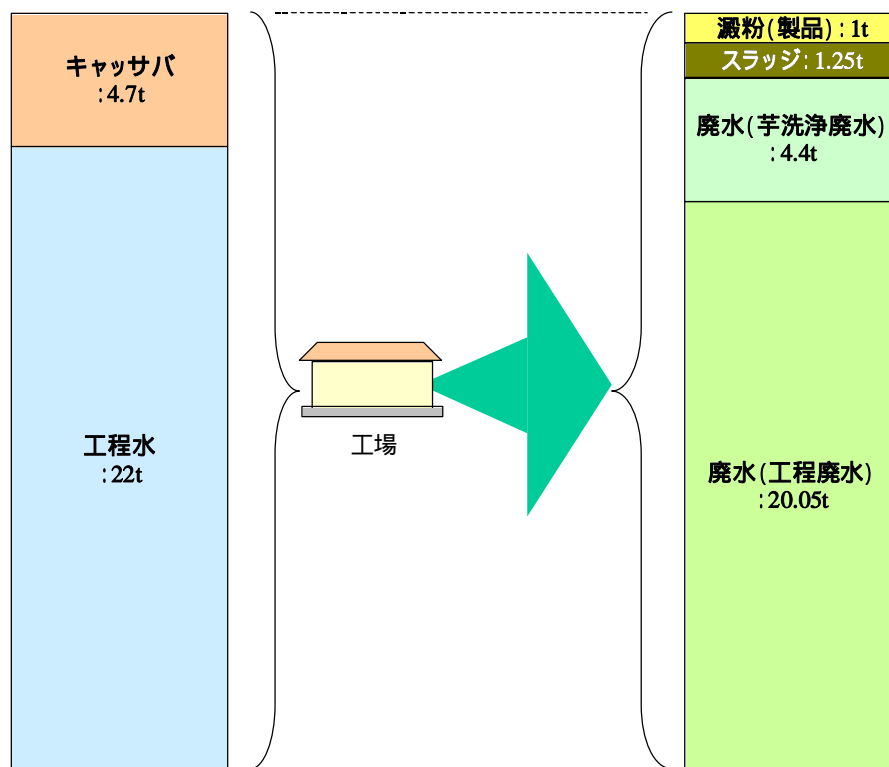 キャッサバ
:4.7t
工程水
:22t
工場
澱粉(製品):1t
スラッジ:1.25t
廃水(芋洗浄廃水)
:4.4t
廃水(工程廃水)
:20.05t